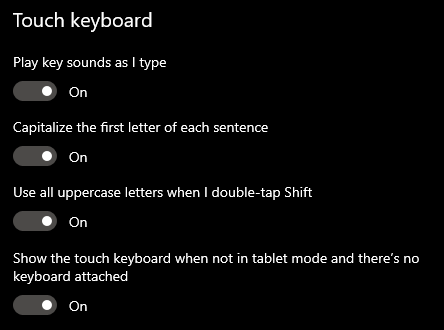 Touch keyboard
Play key sounds as I type
On
Capitalize the first letter of each sentence
On
Use all uppercase letters when I double-tap Shift
On
Show the touch keyboard when not in tablet mode and there's no
keyboard attached
On